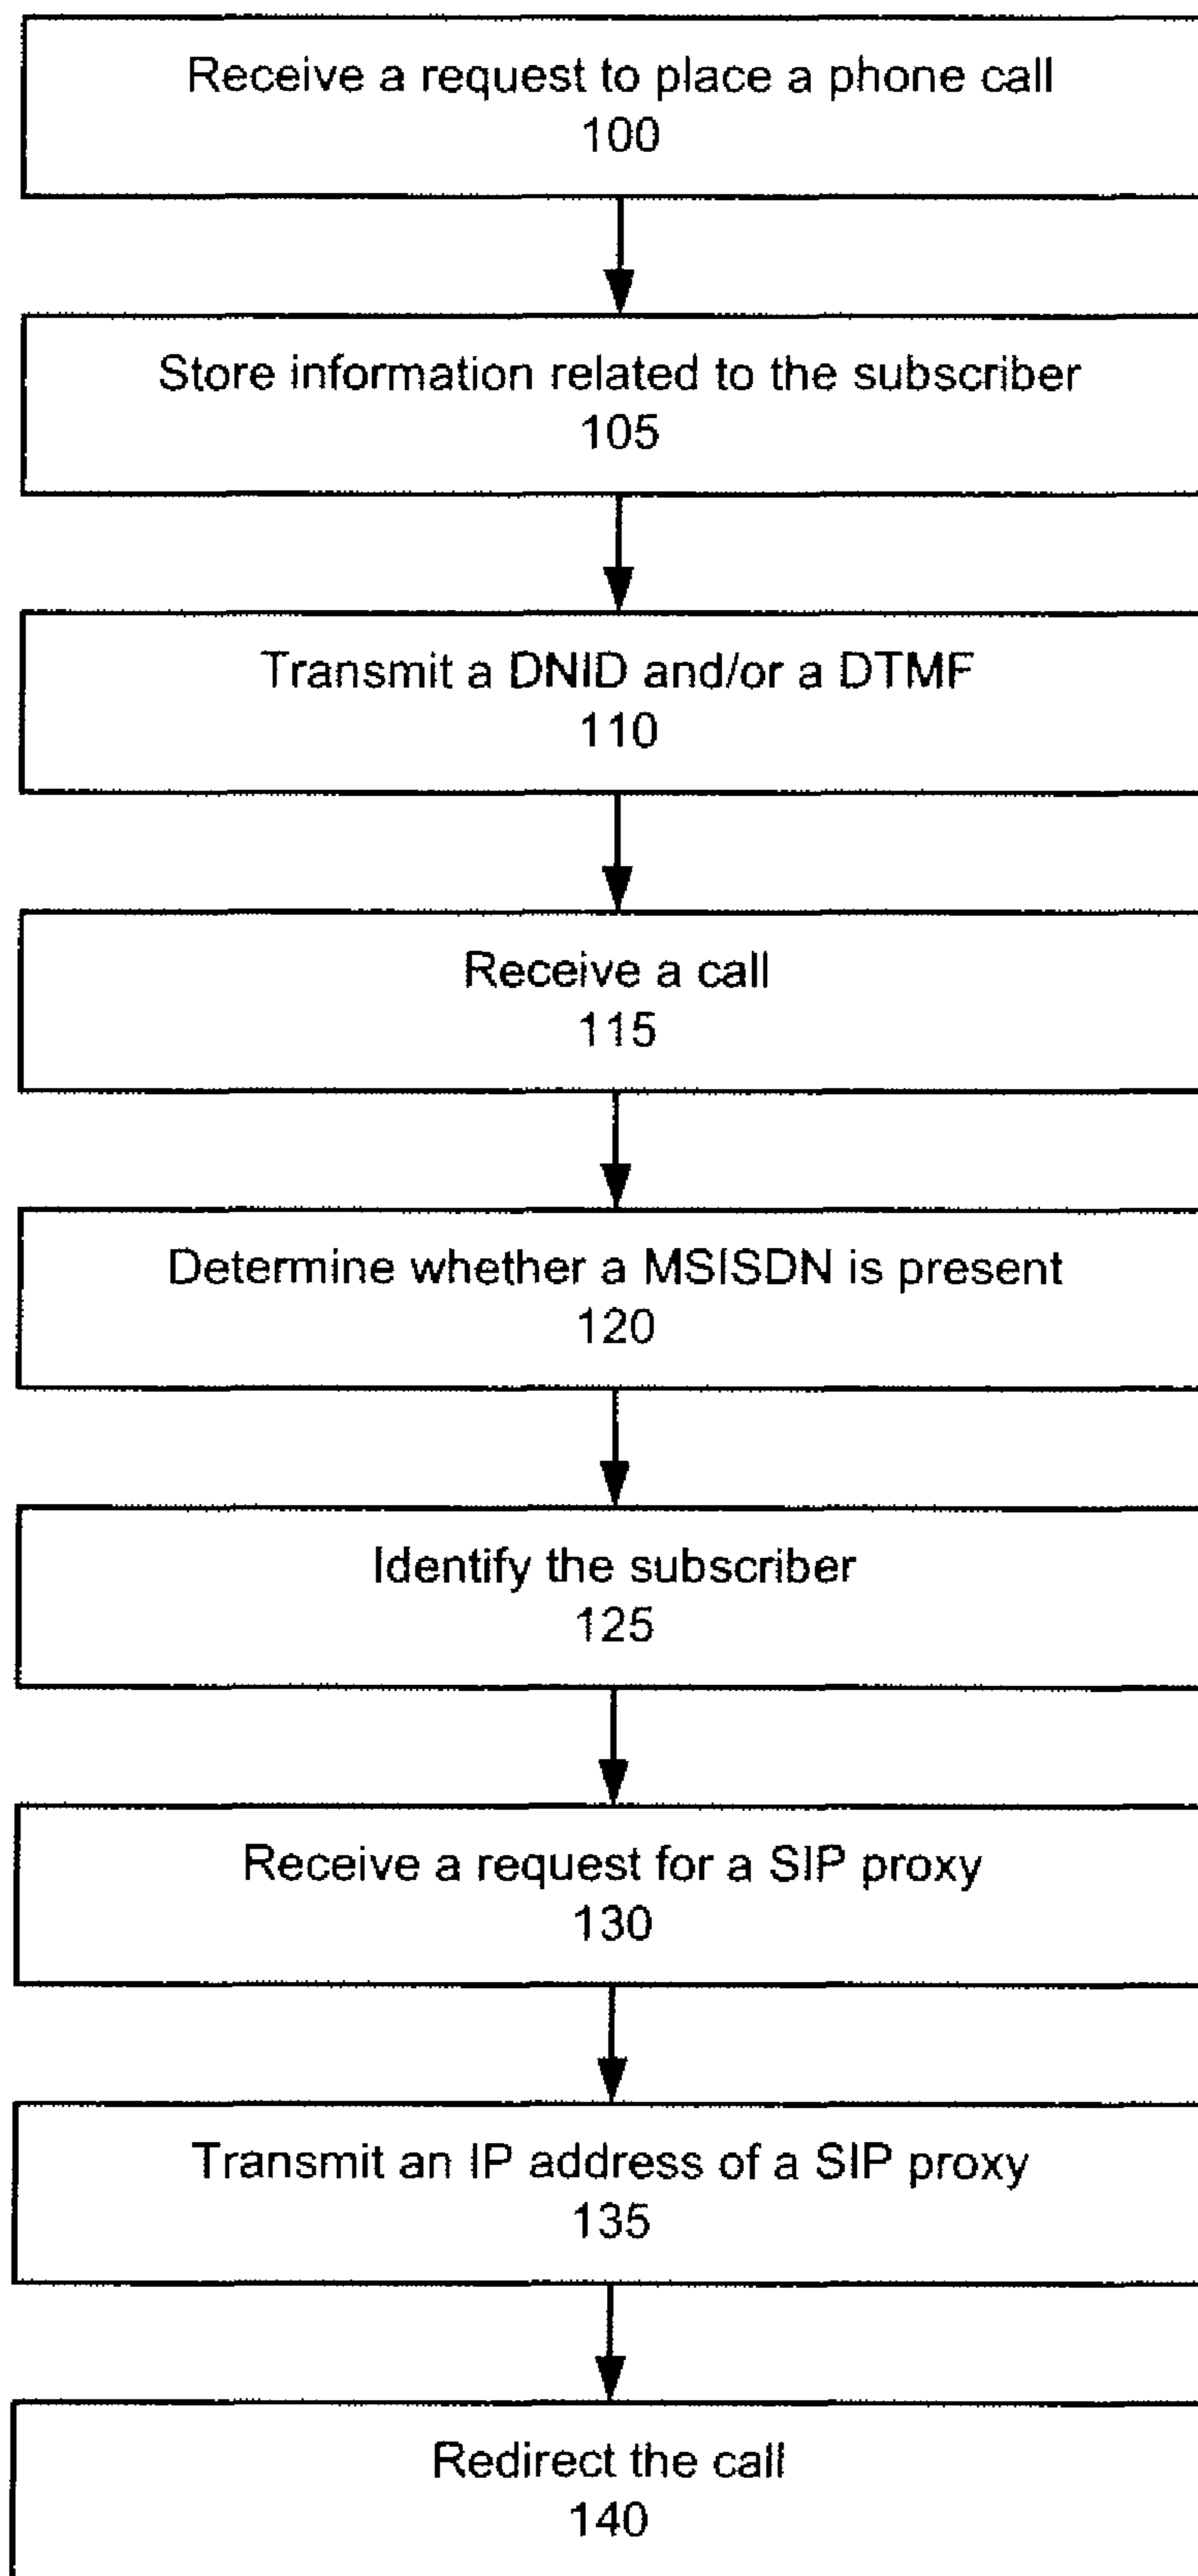 Receive a request to place a phone call
100
Store information related to the subscriber
105
Transmit a DNID and/or a DTMF
110
Receive a call
115
Determine whether a MSISDN is present
120
Identify the subscriber
125
Receive a request for a SIP proxy
130
Transmit an IP address of a SIP proxy
135
Redirect the call
140